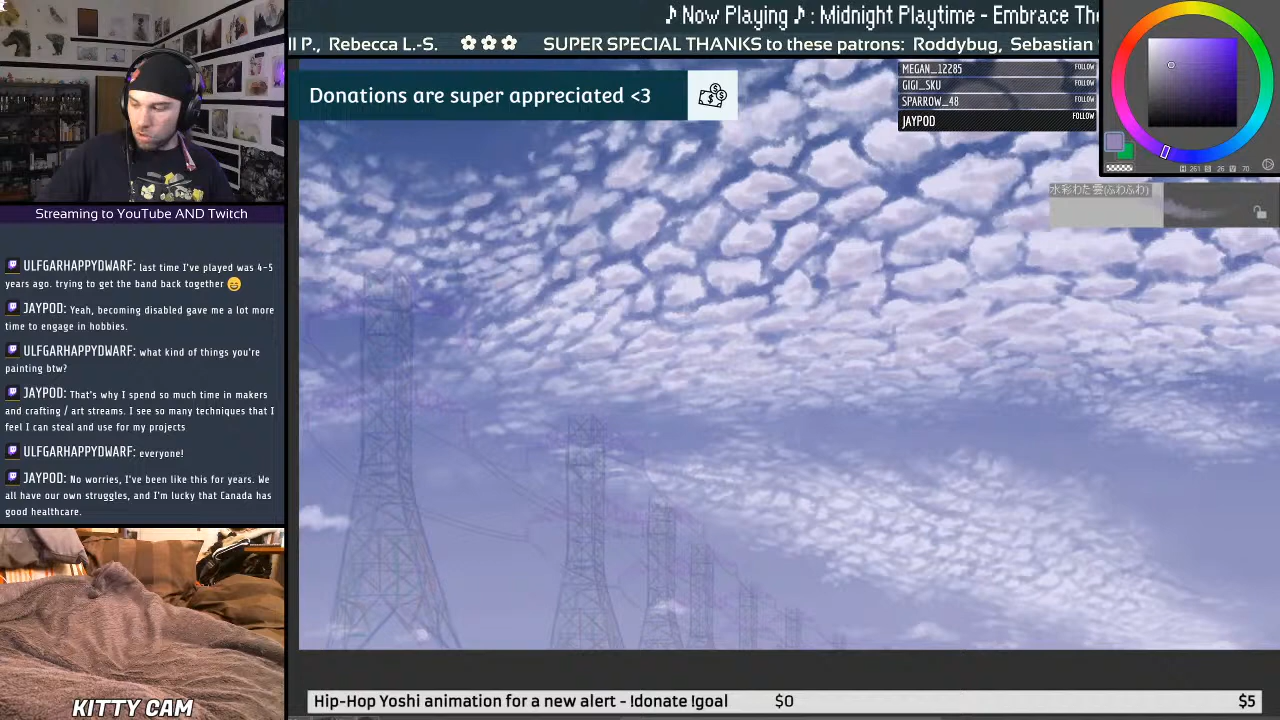 ♪ Now Playing ♪ : Midnight Playtime - Embrace The
ll P., Rebecca L.-S. ✿ ✿ ✿ SUPER SPECIAL THANKS to these patrons: Roddybug, Sebastian
Donations are super appreciated <3
MEGAN_12285 FOLLOW
GIGI_SKU FOLLOW
SPARROW_48 FOLLOW
JAYPOD FOLLOW
H 261 S 26 V 70
水彩わた雲(ふわふわ)
Streaming to YouTube AND Twitch
ULFGARHAPPYDWARF: last time I've played was 4-5
years ago. trying to get the band back together 😄
JAYPOD: Yeah, becoming disabled gave me a lot more
time to engage in hobbies.
ULFGARHAPPYDWARF: what kind of things you're
painting btw?
JAYPOD: That's why I spend so much time in makers
and crafting / art streams. I see so many techniques that I
feel I can steal and use for my projects
ULFGARHAPPYDWARF: everyone!
JAYPOD: No worries, I've been like this for years. We
all have our own struggles, and I'm lucky that Canada has
good healthcare.
KITTY CAM
Hip-Hop Yoshi animation for a new alert - !donate !goal $0 $5